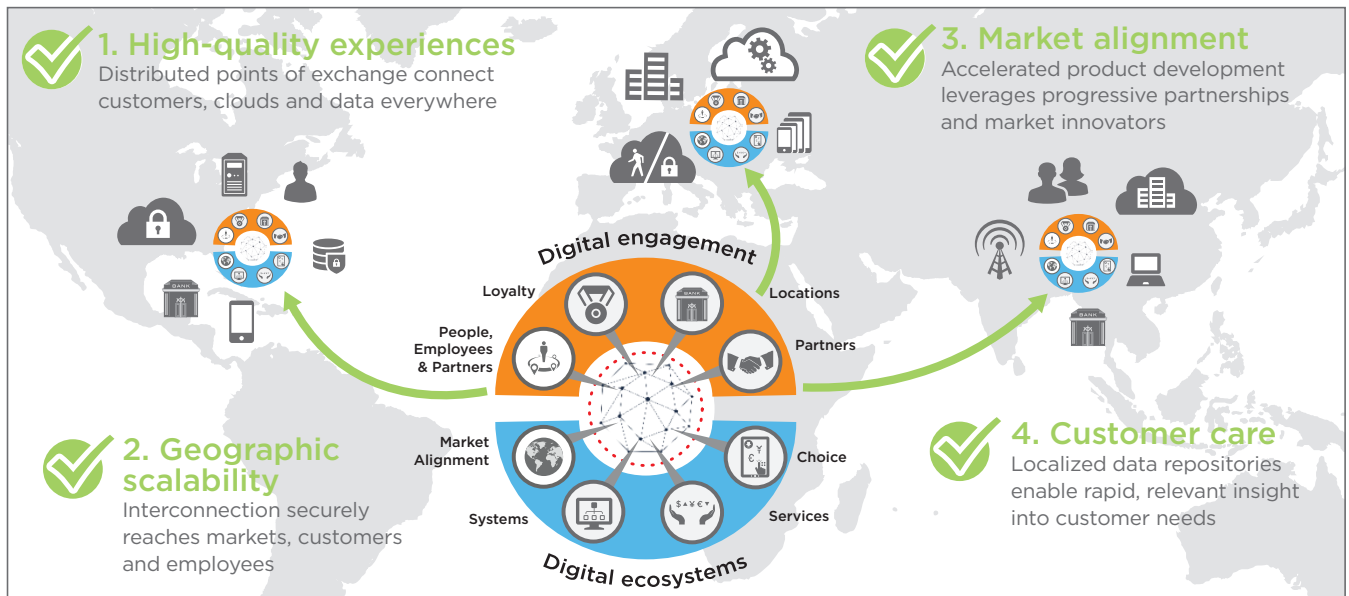 1. High-quality experiences
Distributed points of exchange connect
customers, clouds and data everywhere
3. Market alignment
Accelerated product development
leverages progressive partnerships
and market innovators
BANK
BANK
Digital engagement
Loyalty
Locations
BANK
People,
Employees
& Partners
Partners
Market
Alignment
Choice
¥
€
Systems
Services
Digital ecosystems
2. Geographic
scalability
Interconnection securely
reaches markets, customers
and employees
4. Customer care
Localized data repositories
enable rapid, relevant insight
into customer needs